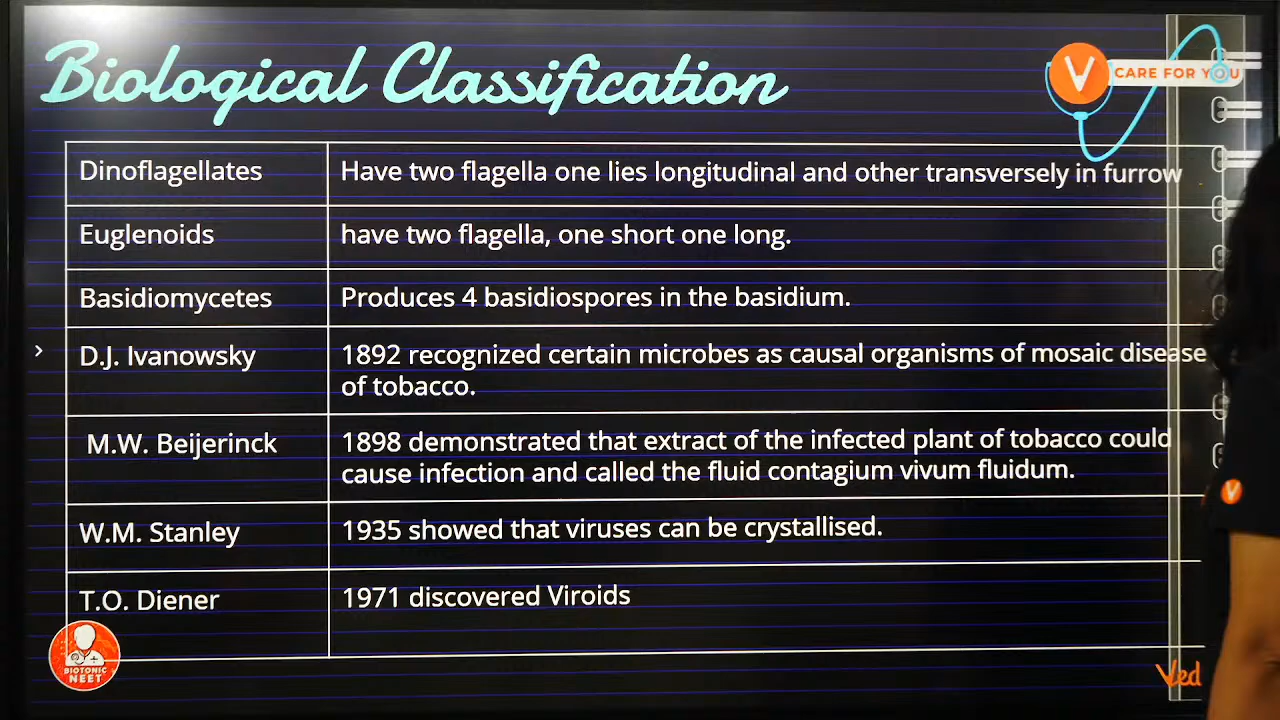 Biological Classification
V CARE FOR YOU
Dinoflagellates
Have two flagella one lies longitudinal and other transversely in furrow
Euglenoids
have two flagella, one short one long.
Basidiomycetes
Produces 4 basidiospores in the basidium.
D.J. Ivanowsky
1892 recognized certain microbes as causal organisms of mosaic disease
of tobacco.
M.W. Beijerinck
1898 demonstrated that extract of the infected plant of tobacco could
cause infection and called the fluid contagium vivum fluidum.
W.M. Stanley
1935 showed that viruses can be crystallised.
T.O. Diener
1971 discovered Viroids
BIOTONIC
NEET
V
Ved